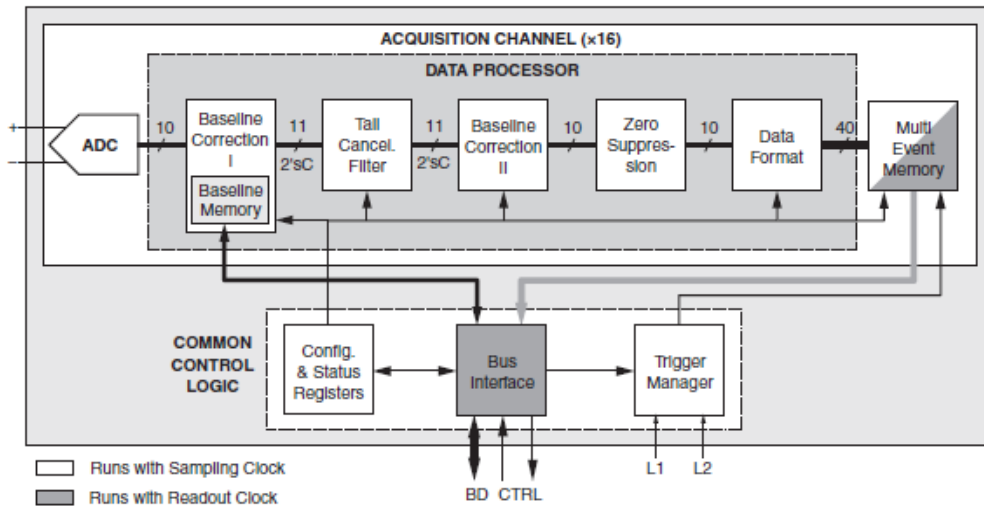 ACQUISITION CHANNEL (×16)
DATA PROCESSOR
+
−
ADC
10
Baseline
Correction
I
Baseline
Memory
11
2'sC
Tail
Cancel.
Filter
11
2'sC
Baseline
Correction
II
10
Zero
Suppres-
sion
10
Data
Format
40
Multi
Event
Memory
COMMON
CONTROL
LOGIC
Config.
& Status
Registers
Bus
Interface
Trigger
Manager
L1
L2
BD
CTRL
Runs with Sampling Clock
Runs with Readout Clock